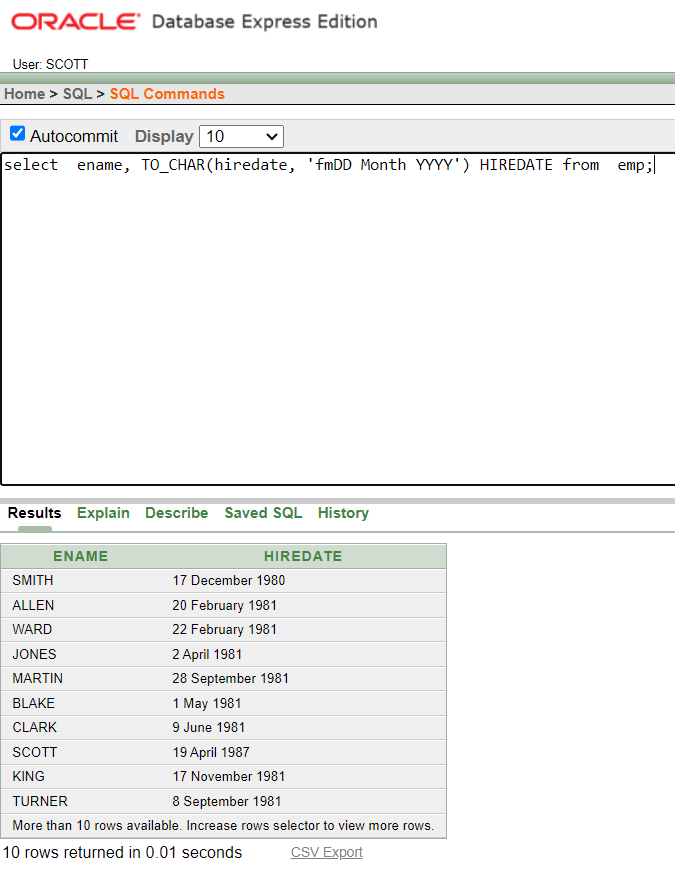 ORACLE® Database Express Edition
User: SCOTT
Home > SQL > SQL Commands
Autocommit Display 10
select  ename, TO_CHAR(hiredate, 'fmDD Month YYYY') HIREDATE from  emp;
Results Explain Describe Saved SQL History
ENAME HIREDATE
SMITH 17 December 1980
ALLEN 20 February 1981
WARD 22 February 1981
JONES 2 April 1981
MARTIN 28 September 1981
BLAKE 1 May 1981
CLARK 9 June 1981
SCOTT 19 April 1987
KING 17 November 1981
TURNER 8 September 1981
More than 10 rows available. Increase rows selector to view more rows.
10 rows returned in 0.01 seconds CSV Export